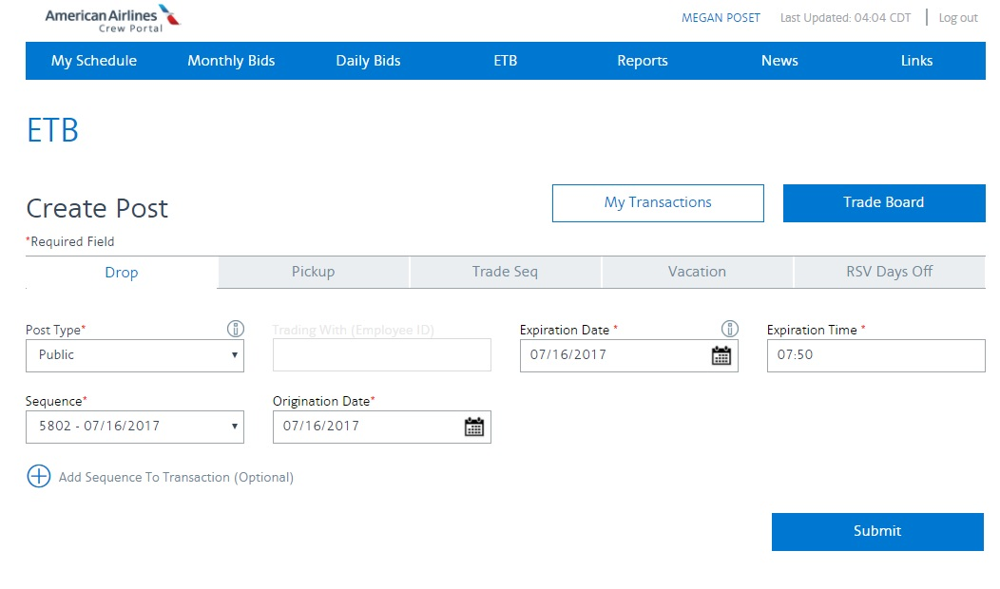 American Airlines
Crew Portal
MEGAN POSET Last Updated: 04:04 CDT Log out
My Schedule Monthly Bids Daily Bids ETB Reports News Links
ETB
Create Post My Transactions Trade Board
*Required Field
Drop Pickup Trade Seq Vacation RSV Days Off
Post Type* Trading With (Employee ID) Expiration Date * Expiration Time *
Public 07/16/2017 07:50
Sequence* Origination Date*
5802 - 07/16/2017 07/16/2017
Add Sequence To Transaction (Optional)
Submit